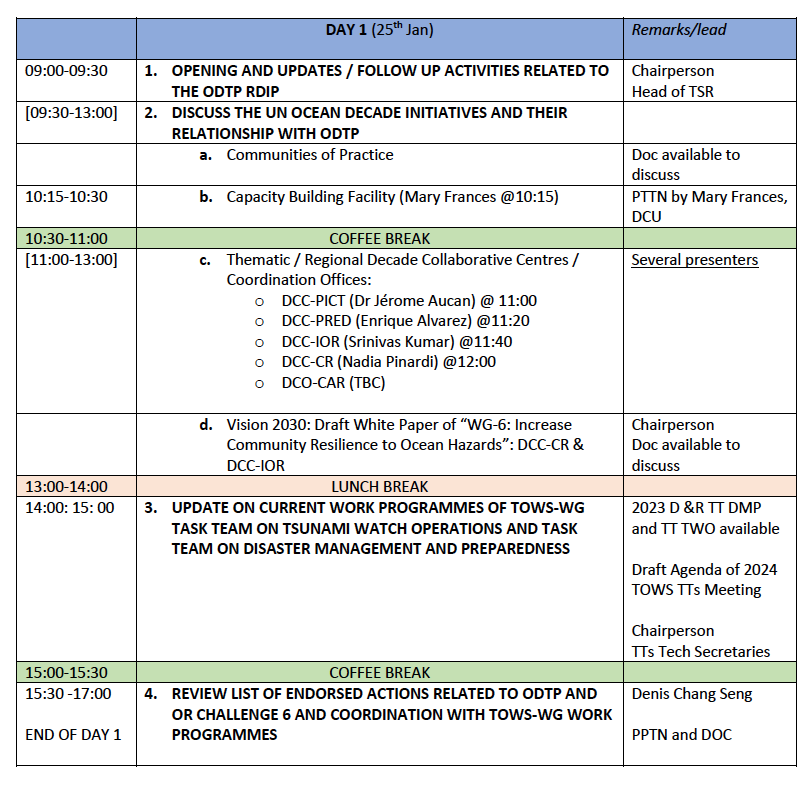 DAY 1 (25th Jan) Remarks/lead
09:00-09:30 1. OPENING AND UPDATES / FOLLOW UP ACTIVITIES RELATED TO Chairperson
THE ODTP RDIP Head of TSR
[09:30-13:00] 2. DISCUSS THE UN OCEAN DECADE INITIATIVES AND THEIR
RELATIONSHIP WITH ODTP
a. Communities of Practice Doc available to
discuss
10:15-10:30 b. Capacity Building Facility (Mary Frances @10:15) PTTN by Mary Frances,
DCU
10:30-11:00 COFFEE BREAK
[11:00-13:00] c. Thematic / Regional Decade Collaborative Centres / Several presenters
Coordination Offices:
o DCC-PICT (Dr Jérome Aucan) @ 11:00
o DCC-PRED (Enrique Alvarez) @11:20
o DCC-IOR (Srinivas Kumar) @11:40
o DCC-CR (Nadia Pinardi) @12:00
o DCO-CAR (TBC)
d. Vision 2030: Draft White Paper of “WG-6: Increase Chairperson
Community Resilience to Ocean Hazards”: DCC-CR & Doc available to
DCC-IOR discuss
13:00-14:00 LUNCH BREAK
14:00: 15: 00 3. UPDATE ON CURRENT WORK PROGRAMMES OF TOWS-WG 2023 D &R TT DMP
TASK TEAM ON TSUNAMI WATCH OPERATIONS AND TASK and TT TWO available
TEAM ON DISASTER MANAGEMENT AND PREPAREDNESS
Draft Agenda of 2024
TOWS TTs Meeting
Chairperson
TTs Tech Secretaries
15:00-15:30 COFFEE BREAK
15:30 -17:00 4. REVIEW LIST OF ENDORSED ACTIONS RELATED TO ODTP AND Denis Chang Seng
OR CHALLENGE 6 AND COORDINATION WITH TOWS-WG WORK
END OF DAY 1 PROGRAMMES PPTN and DOC